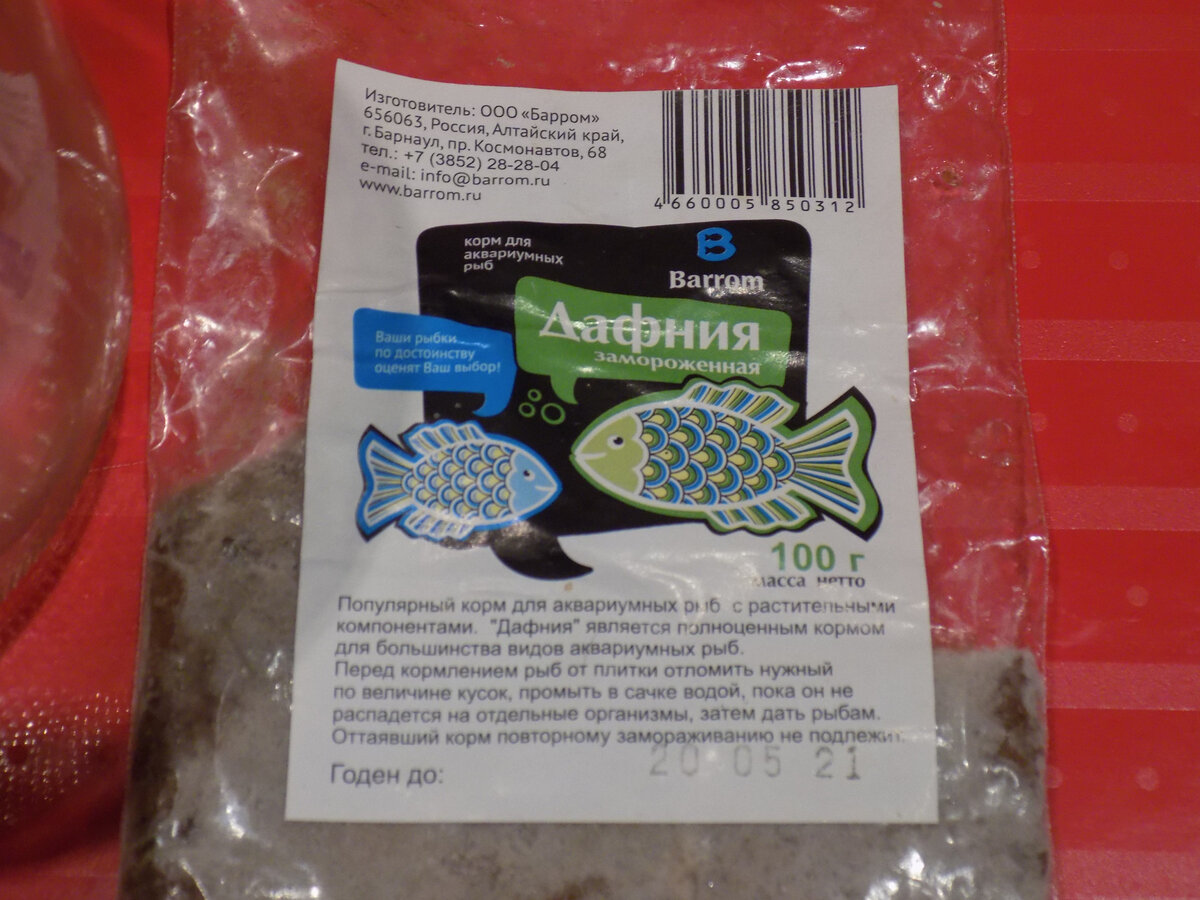 Изготовитель: ООО «Барром»
656063, Россия, Алтайский край,
г. Барнаул, пр. Космонавтов, 68
тел.: +7 (3852) 28-28-04
e-mail: info@barrom.ru
www.barrom.ru
4 660005 850312
корм для
аквариумных
рыб
B
Barrom
Дафния
замороженная
Ваши рыбки
по достоинству
оценят Ваш выбор!
100 г
масса нетто
Популярный корм для аквариумных рыб с растительными
компонентами. "Дафния" является полноценным кормом
для большинства видов аквариумных рыб.
Перед кормлением рыб от плитки отломить нужный
по величине кусок, промыть в сачке водой, пока он не
распадется на отдельные организмы, затем дать рыбам.
Оттаявший корм повторному замораживанию не подлежит.
Годен до: 20 05 21